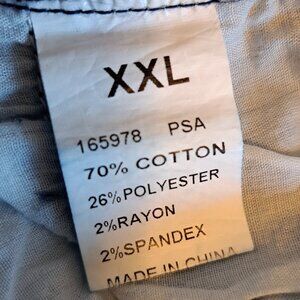 XXL
165978 PSA
70% COTTON
26%POLYESTER
2%RAYON
2%SPANDEX
MADE IN CHINA